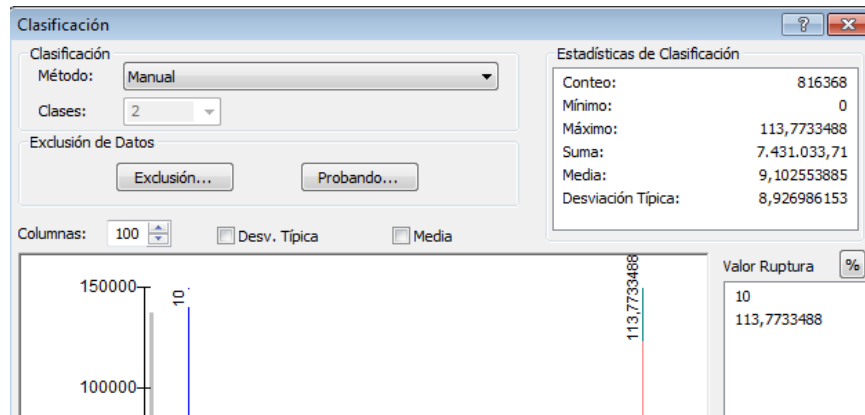 Clasificación
Clasificación
Método: Manual
Clases: 2
Exclusión de Datos
Exclusión... Probando...
Estadísticas de Clasificación
Conteo: 816368
Mínimo: 0
Máximo: 113,7733488
Suma: 7.431.033,71
Media: 9,102553885
Desviación Típica: 8,926986153
Columnas: 100 Desv. Típica Media
150000
100000
10
113,7733488
Valor Ruptura %
10
113,7733488